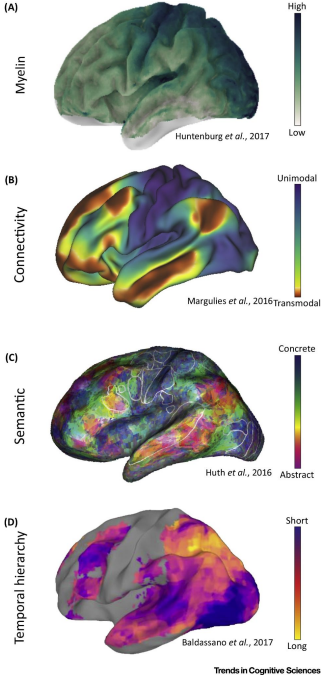 (A)
Myelin
High
Low
Huntenburg et al., 2017
(B)
Connectivity
Unimodal
Transmodal
Margulies et al., 2016
(C)
Semantic
Concrete
Abstract
Huth et al., 2016
(D)
Temporal hierarchy
Short
Long
Baldassano et al., 2017
Trends in Cognitive Sciences